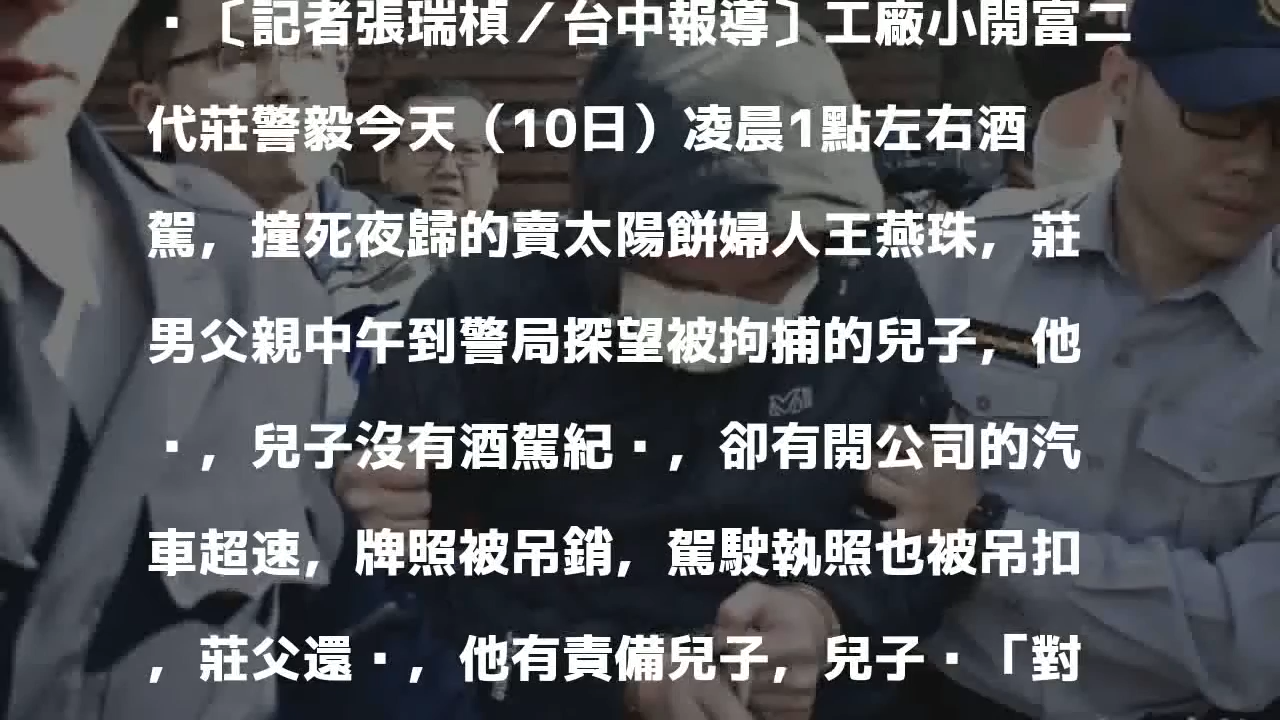 ▪〔記者張瑞楨／台中報導〕工廠小開富二
代莊警毅今天（10日）凌晨1點左右酒
駕，撞死夜歸的賣太陽餅婦人王燕珠，莊
男父親中午到警局探望被拘捕的兒子，他
▪，兒子沒有酒駕紀▪，卻有開公司的汽
車超速，牌照被吊銷，駕駛執照也被吊扣
，莊父還▪，他有責備兒子，兒子▪「對